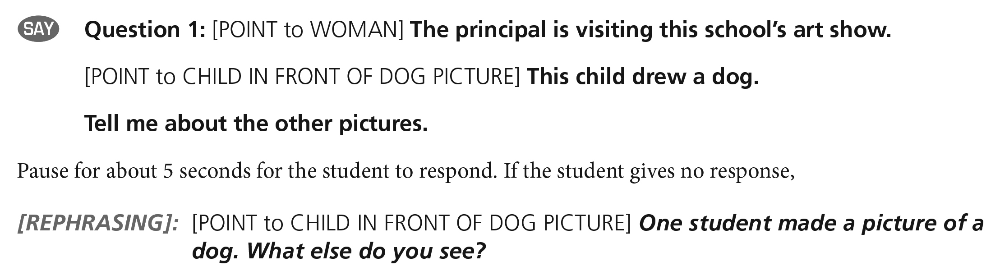 SAY Question 1: [POINT to WOMAN] The principal is visiting this school’s art show.
[POINT to CHILD IN FRONT OF DOG PICTURE] This child drew a dog.
Tell me about the other pictures.
Pause for about 5 seconds for the student to respond. If the student gives no response,
[REPHRASING]: [POINT to CHILD IN FRONT OF DOG PICTURE] One student made a picture of a
dog. What else do you see?